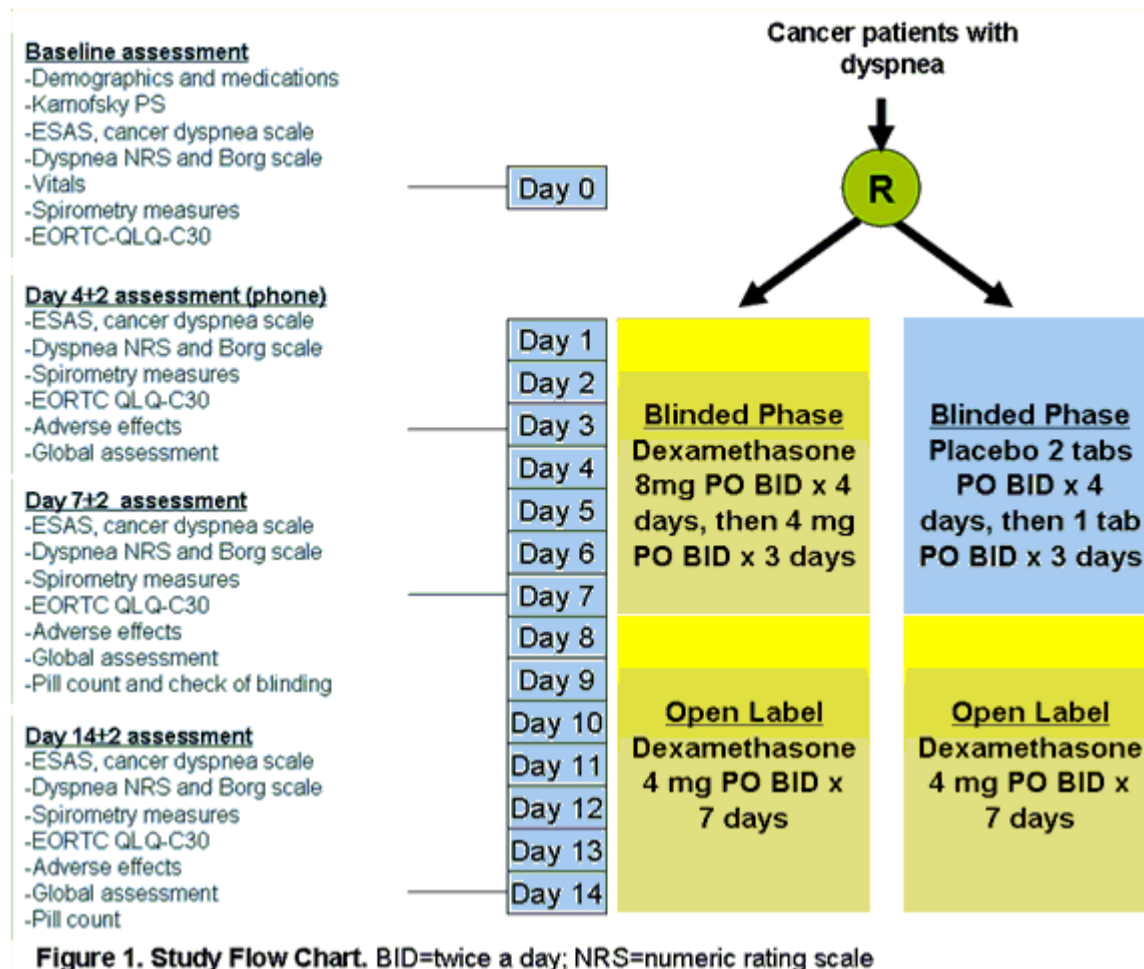 Baseline assessment
-Demographics and medications
-Karnofsky PS
-ESAS, cancer dyspnea scale
-Dyspnea NRS and Borg scale
-Vitals
-Spirometry measures
-EORTC-QLQ-C30
Day 4±2 assessment (phone)
-ESAS, cancer dyspnea scale
-Dyspnea NRS and Borg scale
-Spirometry measures
-EORTC QLQ-C30
-Adverse effects
-Global assessment
Day 7±2 assessment
-ESAS, cancer dyspnea scale
-Dyspnea NRS and Borg scale
-Spirometry measures
-EORTC QLQ-C30
-Adverse effects
-Global assessment
-Pill count and check of blinding
Day 14±2 assessment
-ESAS, cancer dyspnea scale
-Dyspnea NRS and Borg scale
-Spirometry measures
-EORTC QLQ-C30
-Adverse effects
-Global assessment
-Pill count
Day 0
Day 1
Day 2
Day 3
Day 4
Day 5
Day 6
Day 7
Day 8
Day 9
Day 10
Day 11
Day 12
Day 13
Day 14
Cancer patients with
dyspnea
R
Blinded Phase
Dexamethasone
8mg PO BID x 4
days, then 4 mg
PO BID x 3 days
Blinded Phase
Placebo 2 tabs
PO BID x 4
days, then 1 tab
PO BID x 3 days
Open Label
Dexamethasone
4 mg PO BID x
7 days
Open Label
Dexamethasone
4 mg PO BID x
7 days
Figure 1. Study Flow Chart. BID=twice a day; NRS=numeric rating scale